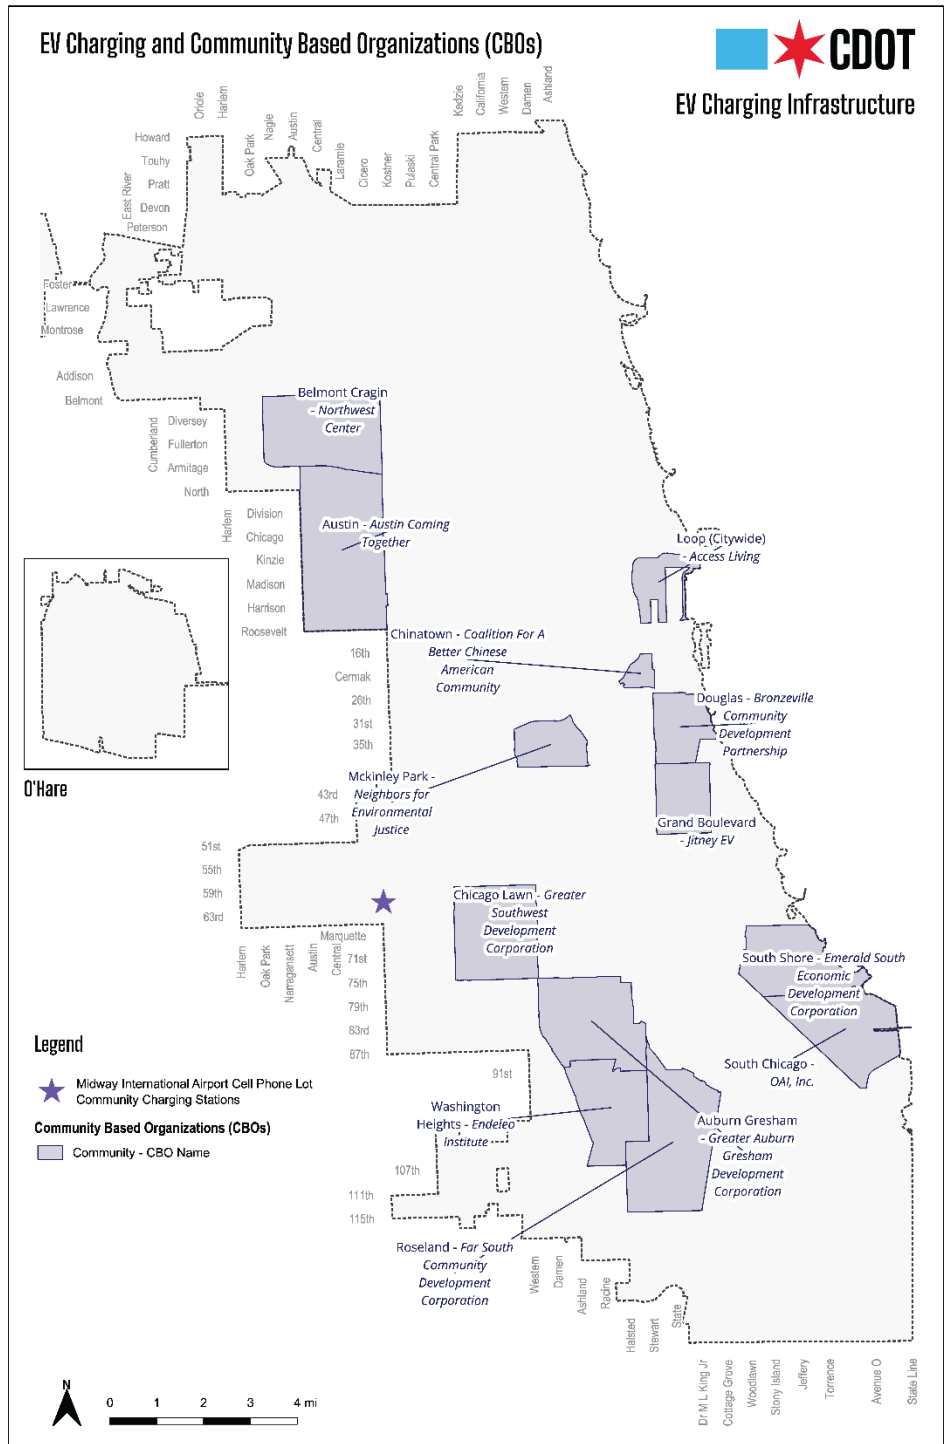 EV Charging and Community Based Organizations (CBOs)
CDOT
EV Charging Infrastructure
Oriole
Harlem
Oak Park
Nagle
Austin
Central
Laramie
Cicero
Kostner
Pulaski
Central Park
Kedzie
California
Western
Damen
Ashland
Howard
Touhy
Pratt
Devon
Peterson
East River
Foster
Lawrence
Montrose
Addison
Belmont
Cumberland
Diversey
Fullerton
Armitage
North
Harlem
Division
Chicago
Kinzie
Madison
Harrison
Roosevelt
16th
Cermak
26th
31st
35th
43rd
47th
51st
55th
59th
63rd
Belmont Cragin
- Northwest
Center
Austin - Austin Coming
Together
Loop (Citywide)
- Access Living
Chinatown - Coalition For A
Better Chinese
American
Community
Douglas - Bronzeville
Community
Development
Partnership
Mckinley Park -
Neighbors for
Environmental
Justice
Grand Boulevard
- Jitney EV
Chicago Lawn - Greater
Southwest
Development
Corporation
South Shore - Emerald South
Economic
Development
Corporation
South Chicago -
OAI, Inc.
Washington
Heights - Endeleo
Institute
Auburn Gresham
- Greater Auburn
Gresham
Development
Corporation
Roseland - Far South
Community
Development
Corporation
O'Hare
Harlem
Oak Park
Narragansett
Austin
Central
Marquette
71st
75th
79th
83rd
87th
91st
107th
111th
115th
Western
Damen
Ashland
Racine
Halsted
Stewart
State
Dr M L King Jr
Cottage Grove
Woodlawn
Stony Island
Jeffery
Torrence
Avenue O
State Line
Legend
Midway International Airport Cell Phone Lot
Community Charging Stations
Community Based Organizations (CBOs)
Community - CBO Name
N
0 1 2 3 4 mi